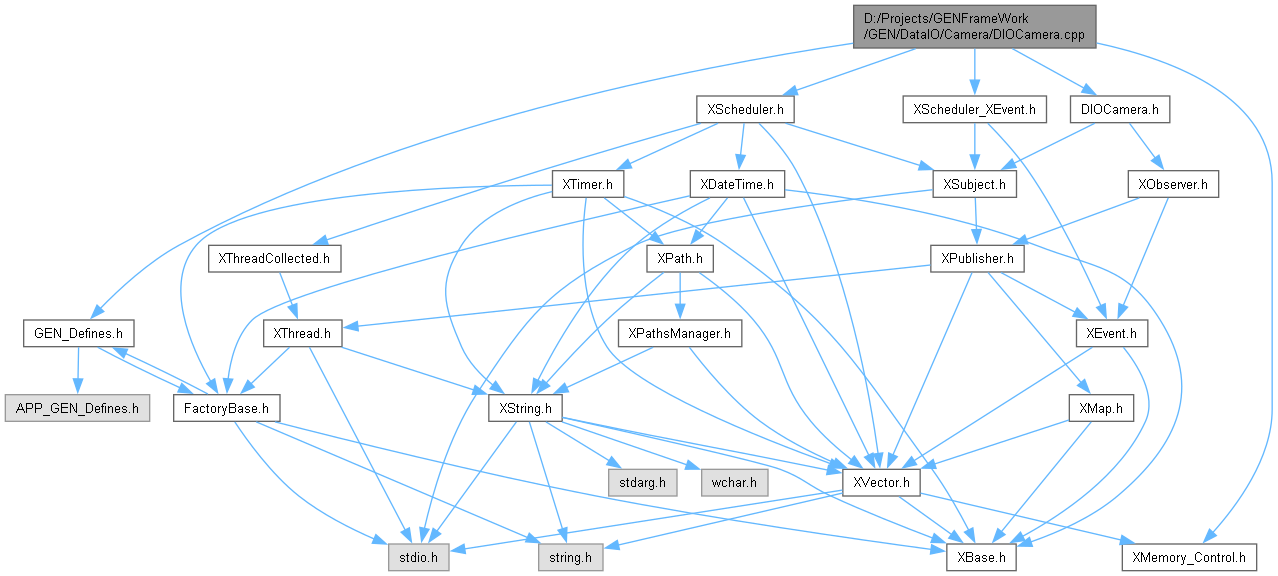 D:/Projects/GENFrameWork
/GEN/DataIO/Camera/DIOCamera.cpp
XScheduler.h
XScheduler_XEvent.h
DIOCamera.h
XTimer.h
XDateTime.h
XSubject.h
XObserver.h
XThreadCollected.h
XPath.h
XPublisher.h
GEN_Defines.h
XThread.h
XPathsManager.h
XEvent.h
APP_GEN_Defines.h
FactoryBase.h
XString.h
XMap.h
stdarg.h
wchar.h
XVector.h
stdio.h
string.h
XBase.h
XMemory_Control.h